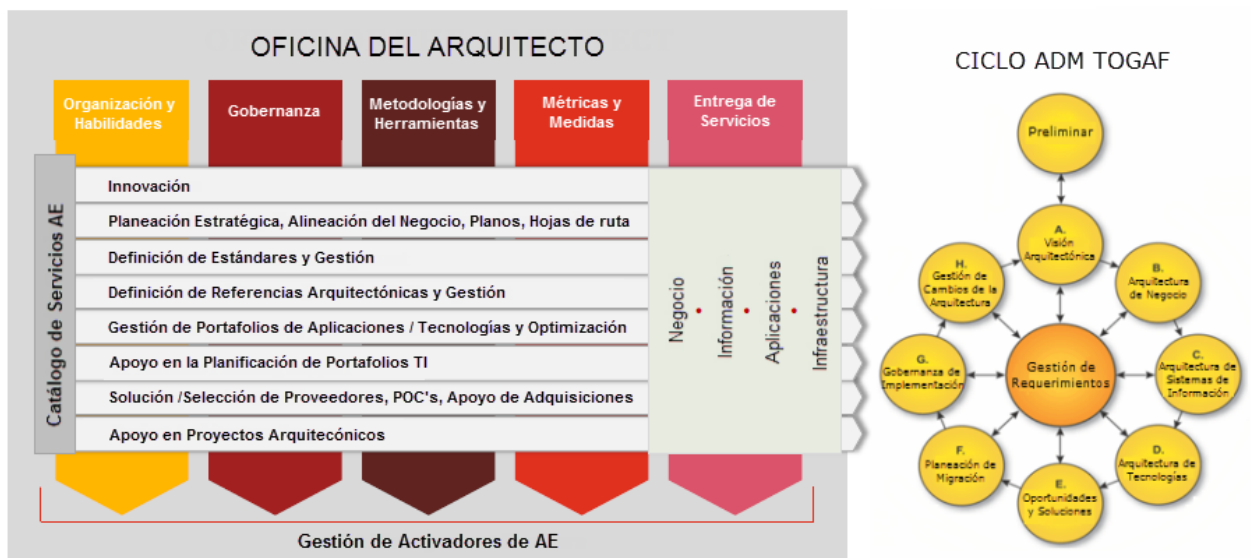 OFICINA DEL ARQUITECTO
Organización y
Habilidades
Gobernanza
Metodologías y
Herramientas
Métricas y
Medidas
Entrega de
Servicios
Catálogo de Servicios AE
Innovación
Planeación Estratégica, Alineación del Negocio, Planos, Hojas de ruta
Definición de Estándares y Gestión
Definición de Referencias Arquitectónicas y Gestión
Gestión de Portafolios de Aplicaciones / Tecnologías y Optimización
Apoyo en la Planificación de Portafolios TI
Solución /Selección de Proveedores, POC's, Apoyo de Adquisiciones
Apoyo en Proyectos Arquitecónicos
Negocio
Información
Aplicaciones
Infraestructura
Gestión de Activadores de AE
CICLO ADM TOGAF
Preliminar
A.
Visión
Arquitectónica
B.
Arquitectura
de Negocio
C.
Arquitectura de
Sistemas de
Información
D.
Arquitectura de
Tecnologías
E.
Oportunidades
y Soluciones
F.
Planeación de
Migración
G.
Gobernanza de
Implementación
H.
Gestión de
Cambios de la
Arquitectura
Gestión de
Requerimientos